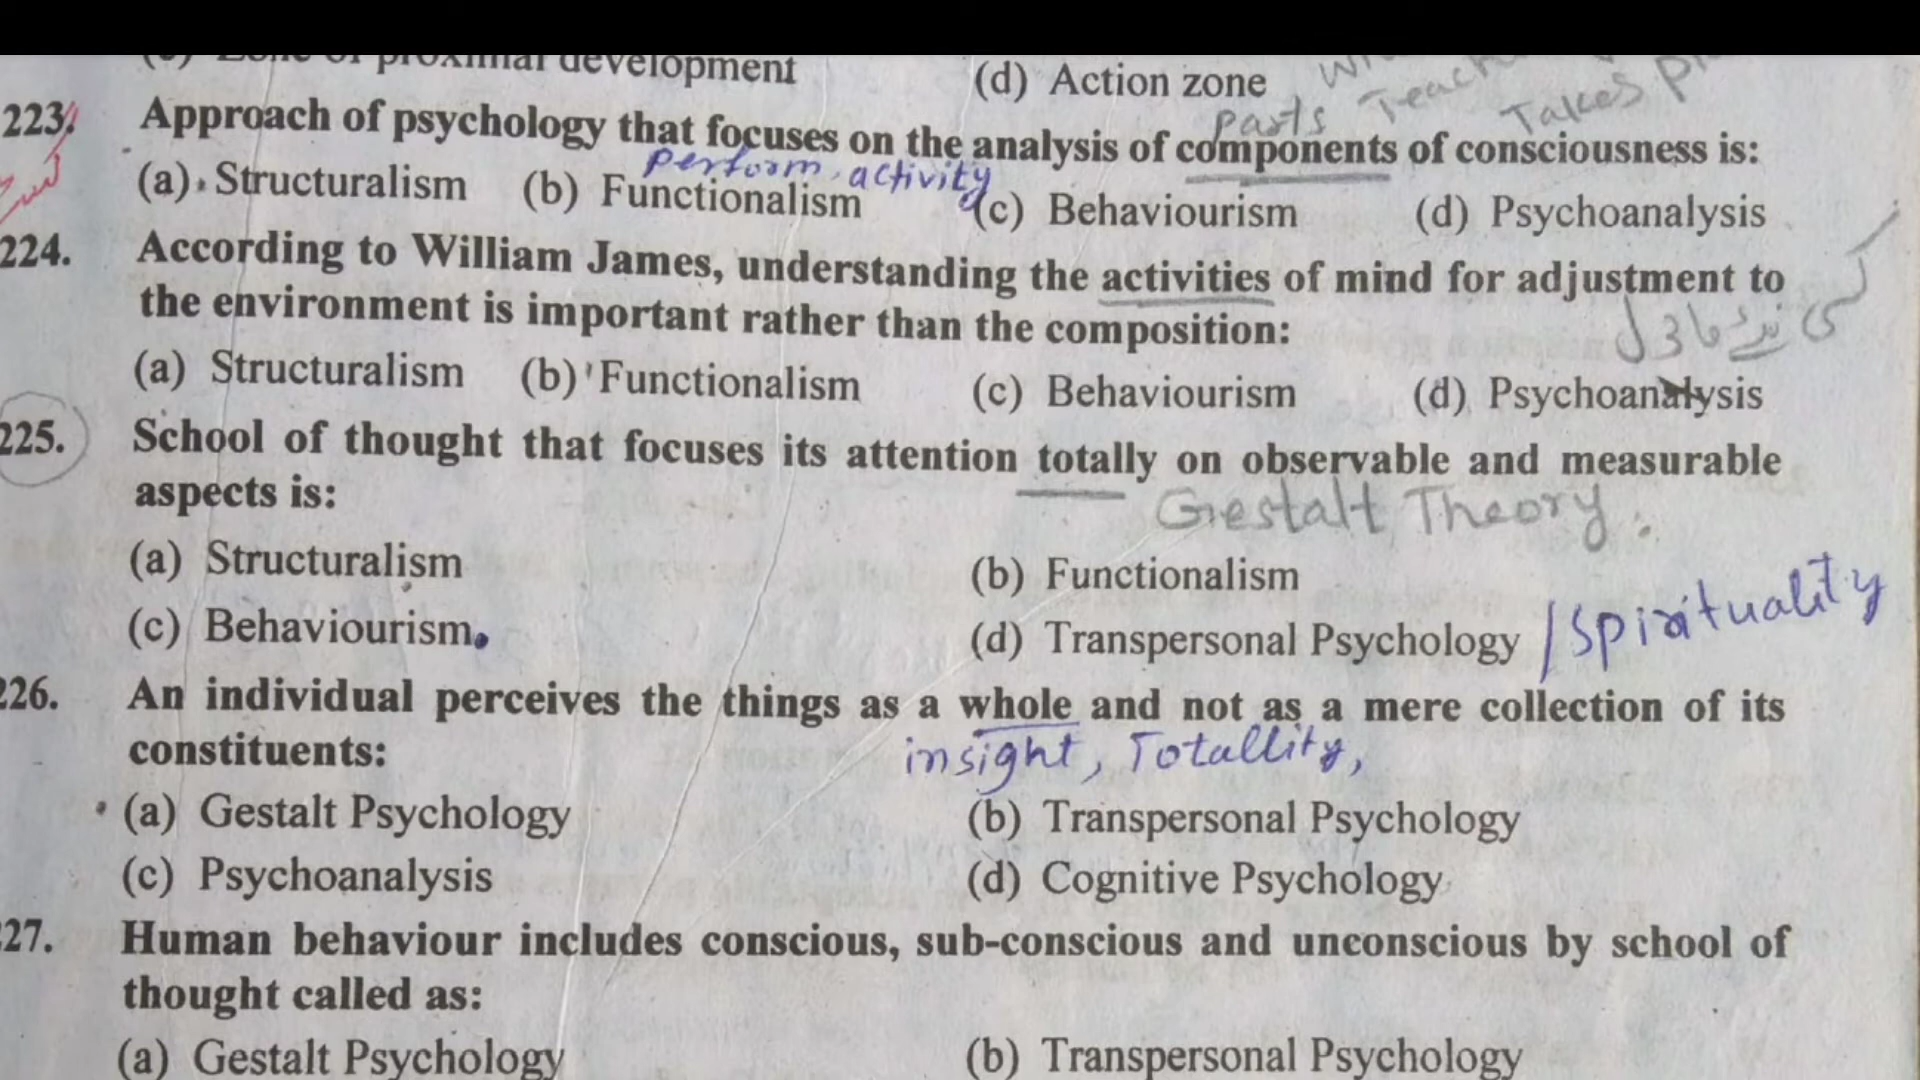 Zone of proximal development (d) Action zone
parts Takes
223. Approach of psychology that focuses on the analysis of components of consciousness is:
perform, activity
(a) Structuralism (b) Functionalism (c) Behaviourism (d) Psychoanalysis
224. According to William James, understanding the activities of mind for adjustment to
the environment is important rather than the composition:
(a) Structuralism (b) Functionalism (c) Behaviourism (d) Psychoanalysis
225. School of thought that focuses its attention totally on observable and measurable
aspects is:
Gestalt Theory.
(a) Structuralism (b) Functionalism
(c) Behaviourism (d) Transpersonal Psychology / Spirituality
226. An individual perceives the things as a whole and not as a mere collection of its
constituents:
insight, Totallity,
(a) Gestalt Psychology (b) Transpersonal Psychology
(c) Psychoanalysis (d) Cognitive Psychology
27. Human behaviour includes conscious, sub-conscious and unconscious by school of
thought called as:
(a) Gestalt Psychology (b) Transpersonal Psychology